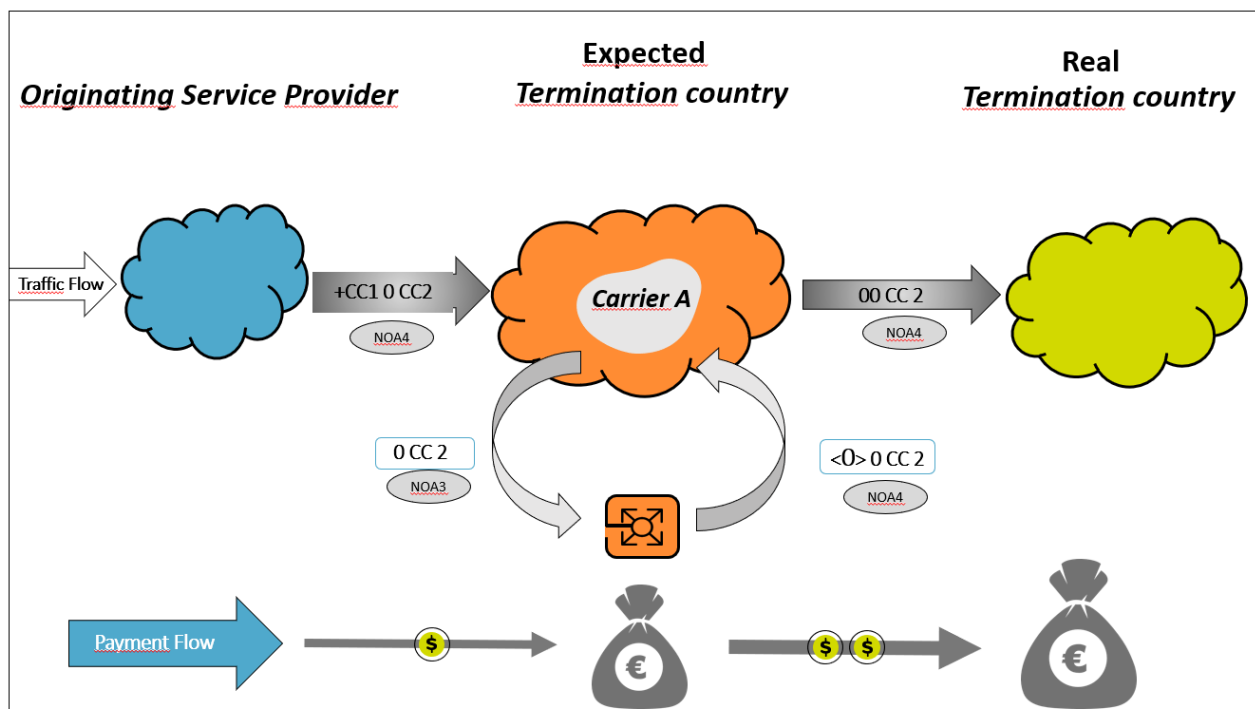 Originating Service Provider
Expected
Termination country
Real
Termination country
Traffic Flow
+CC1 0 CC2
NOA4
Carrier A
00 CC 2
NOA4
0 CC 2
NOA3
<0> 0 CC 2
NOA4
Payment Flow
$
€
$ $
€